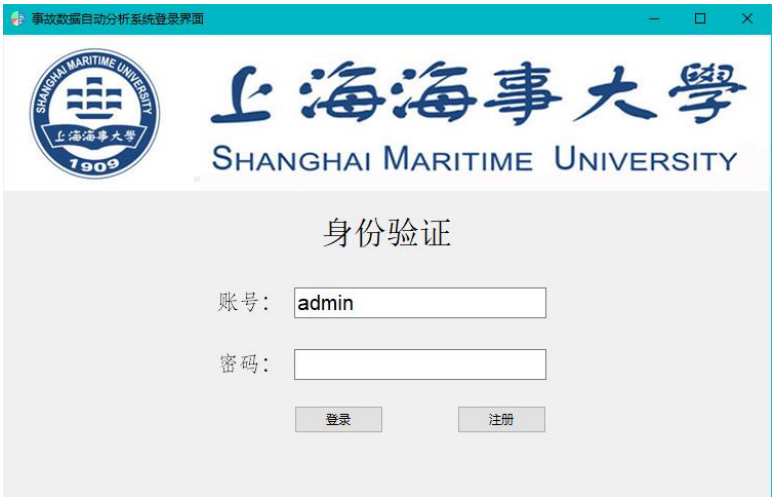 事故数据自动分析系统登录界面
SHANGHAI MARITIME UNIVERSITY
上海海事大学
1909
上海海事大學
SHANGHAI MARITIME UNIVERSITY
身份验证
账号： admin
密码：
登录 注册